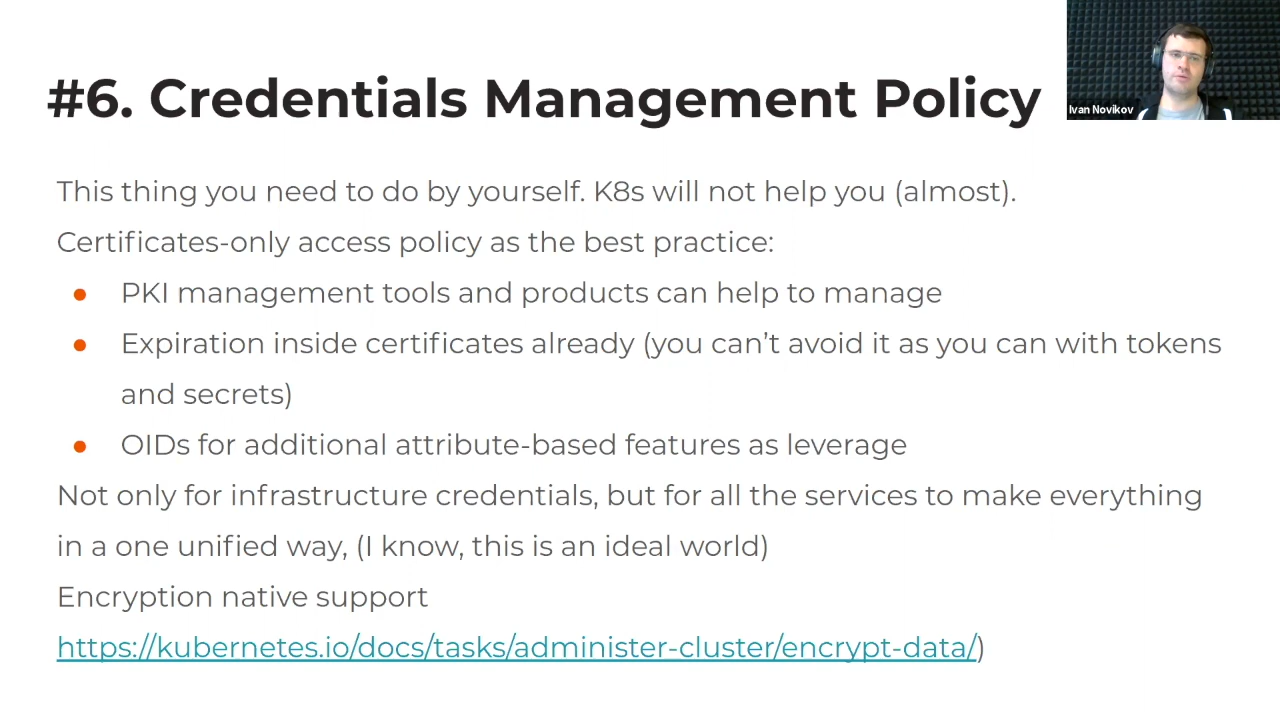 #6. Credentials Management Policy
Ivan Novikov
This thing you need to do by yourself. K8s will not help you (almost).
Certificates-only access policy as the best practice:
● PKI management tools and products can help to manage
● Expiration inside certificates already (you can’t avoid it as you can with tokens
and secrets)
● OIDs for additional attribute-based features as leverage
Not only for infrastructure credentials, but for all the services to make everything
in a one unified way, (I know, this is an ideal world)
Encryption native support
https://kubernetes.io/docs/tasks/administer-cluster/encrypt-data/)